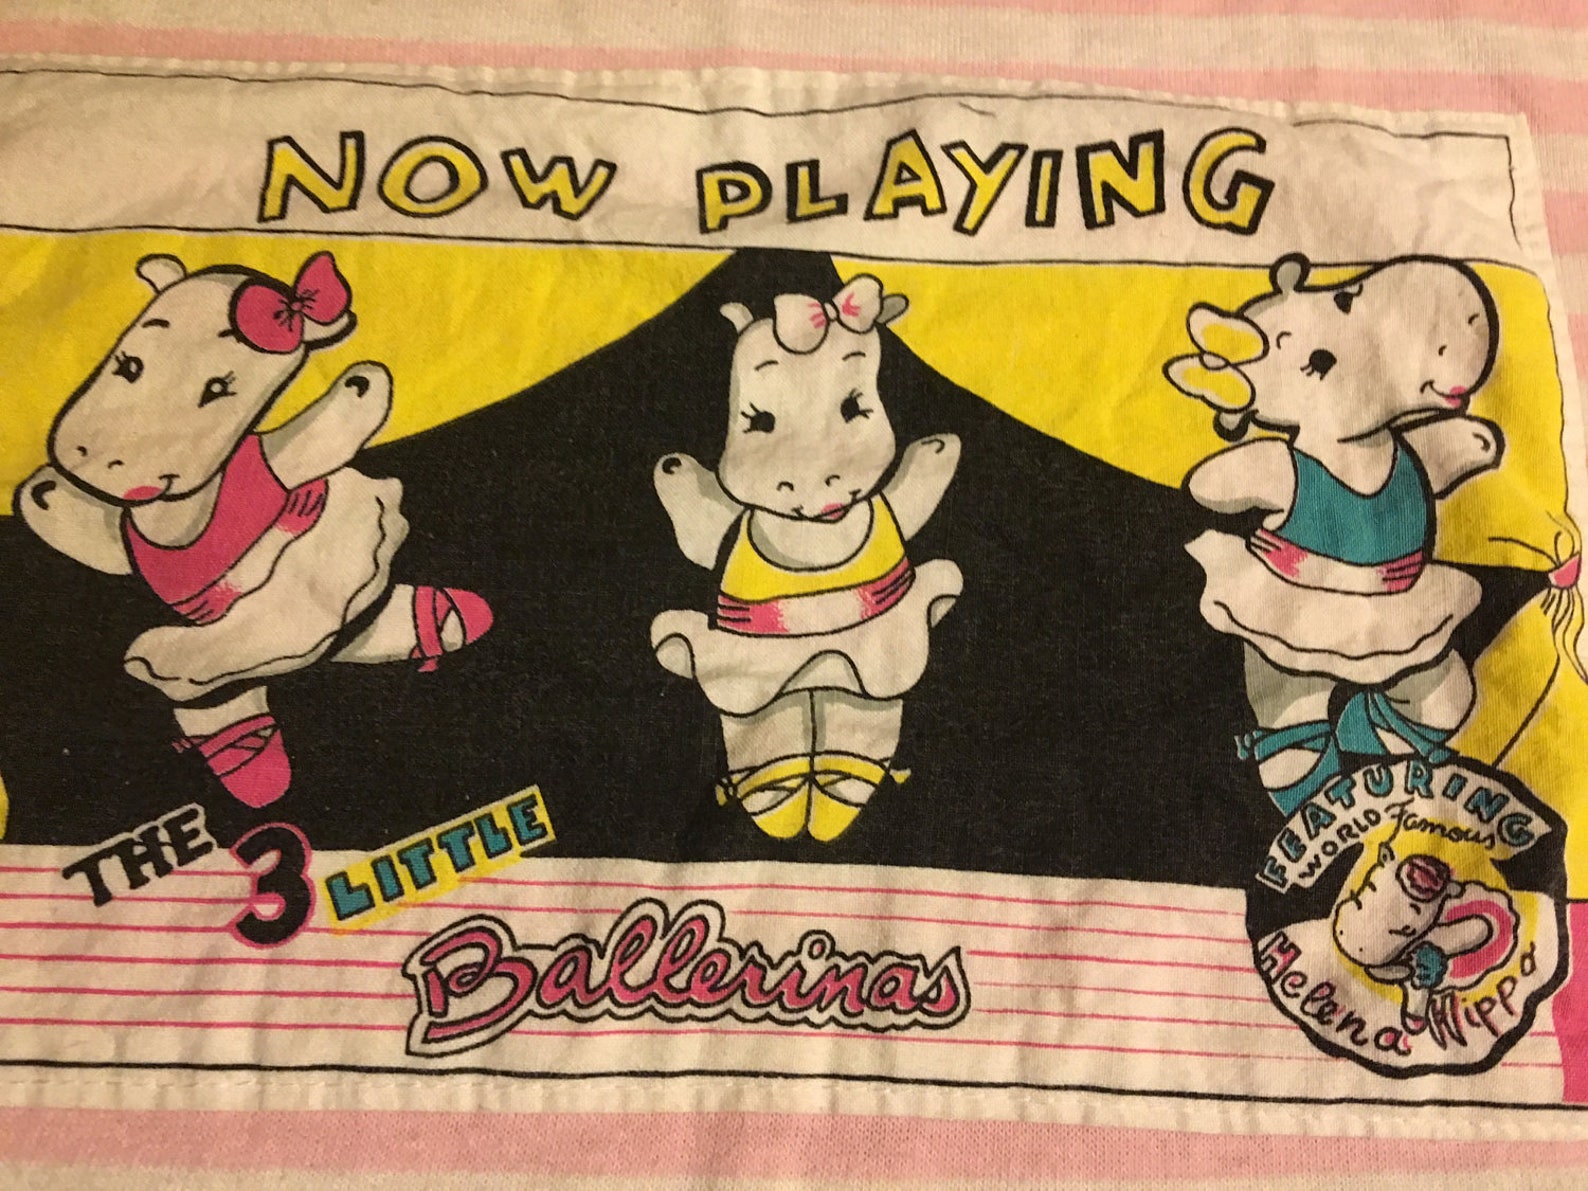 NOW PLAYING
THE 3 LITTLE
Ballerinas
FEATURING
WORLD Famous
Helena Hippo